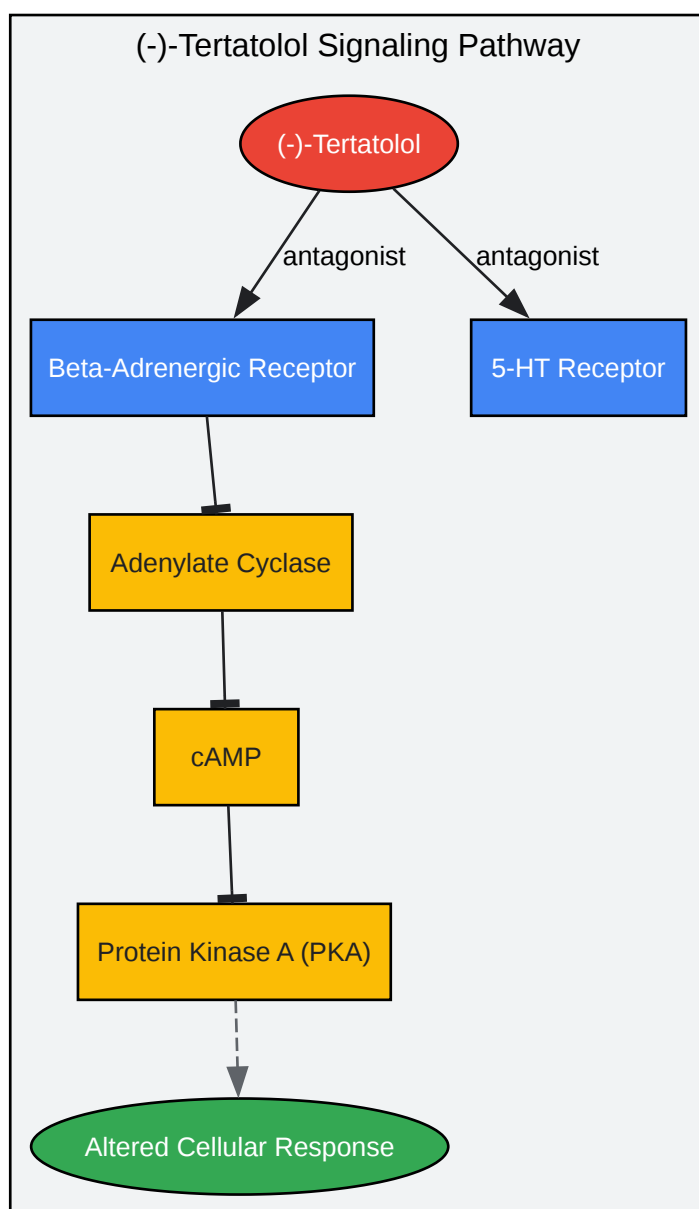 (-)-Tertatolol Signaling Pathway
(-)-Tertatolol
antagonist
antagonist
Beta-Adrenergic Receptor
5-HT Receptor
Adenylate Cyclase
cAMP
Protein Kinase A (PKA)
Altered Cellular Response